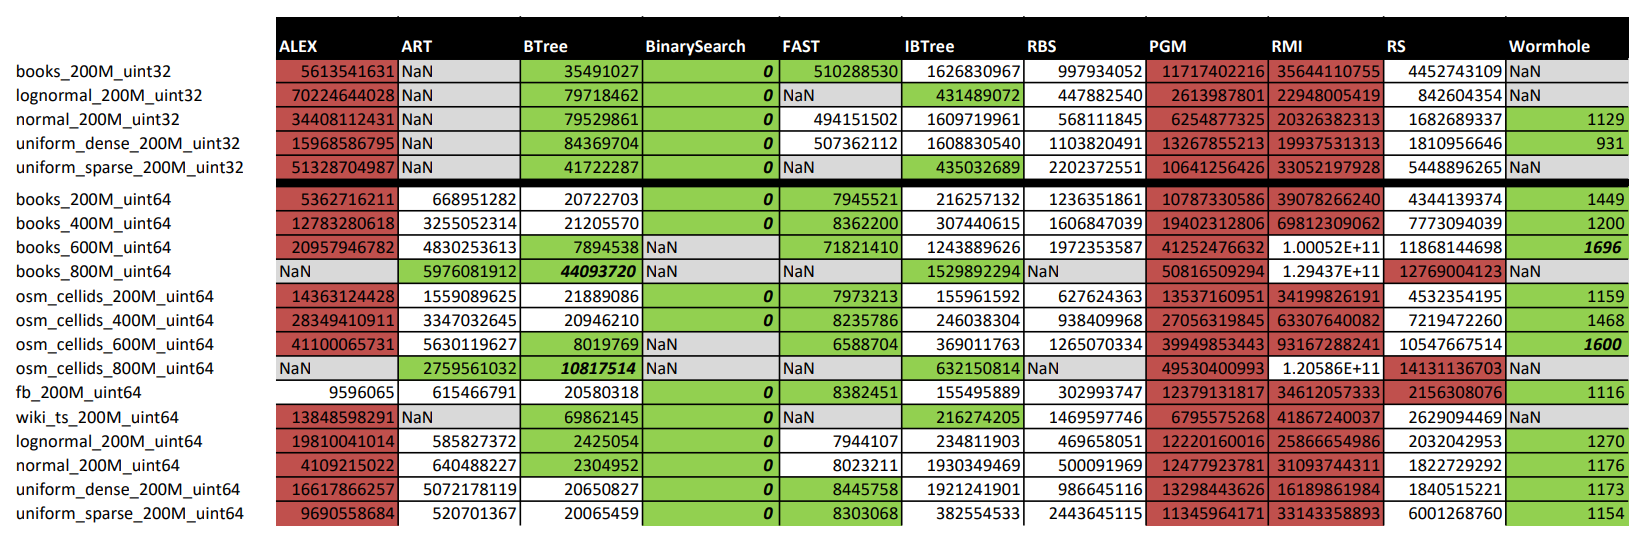 ALEX ART BTree BinarySearch FAST IBTree RBS PGM RMI RS Wormhole
books_200M_uint32 5613541631 NaN 35491027 0 510288530 1626830967 997934052 11717402216 35644110755 4452743109 NaN
lognormal_200M_uint32 70224644028 NaN 79718462 0 NaN 431489072 447882540 2613987801 22948005419 842604354 NaN
normal_200M_uint32 34408112431 NaN 79529861 0 494151502 1609719961 568111845 6254877325 20326382313 1682689337 1129
uniform_dense_200M_uint32 15968586795 NaN 84369704 0 507362112 1608830540 1103820491 13267855213 19937531313 1810956646 931
uniform_sparse_200M_uint32 51328704987 NaN 41722287 0 NaN 435032689 2202372551 10641256426 33052197928 5448896265 NaN
books_200M_uint64 5362716211 668951282 20722703 0 7945521 216257132 1236351861 10787330586 39078266240 4344139374 1449
books_400M_uint64 12783280618 3255052314 21205570 0 8362200 307440615 1606847039 19402312806 69812309062 7773094039 1200
books_600M_uint64 20957946782 4830253613 7894538 NaN 71821410 1243889626 1972353587 41252476632 1.00052E+11 11868144698 1696
books_800M_uint64 NaN 5976081912 44093720 NaN NaN 1529892294 NaN 50816509294 1.29437E+11 12769004123 NaN
osm_cellids_200M_uint64 14363124428 1559089625 21889086 0 7973213 155961592 627624363 13537160951 34199826191 4532354195 1159
osm_cellids_400M_uint64 28349410911 3347032645 20946210 0 8235786 246038304 938409968 27056319845 63307640082 7219472260 1468
osm_cellids_600M_uint64 41100065731 5630119627 8019769 NaN 6588704 369011763 1265070334 39949853443 93167288241 10547667514 1600
osm_cellids_800M_uint64 NaN 2759561032 10817514 NaN NaN 632150814 NaN 49530400993 1.20586E+11 14131136703 NaN
fb_200M_uint64 9596065 615466791 20580318 0 8382451 155495889 302993747 12379131817 34612057333 2156308076 1116
wiki_ts_200M_uint64 13848598291 NaN 69862145 0 NaN 216274205 1469597746 6795575268 41867240037 2629094469 NaN
lognormal_200M_uint64 19810041014 585827372 2425054 0 7944107 234811903 469658051 12220160016 25866654986 2032042953 1270
normal_200M_uint64 4109215022 640488227 2304952 0 8023211 1930349469 500091969 12477923781 31093744311 1822729292 1176
uniform_dense_200M_uint64 16617866257 5072178119 20650827 0 8445758 1921241901 986645116 13298443626 16189861984 1840515221 1173
uniform_sparse_200M_uint64 9690558684 520701367 20065459 0 8303068 382554533 2443645115 11345964171 33143358893 6001268760 1154